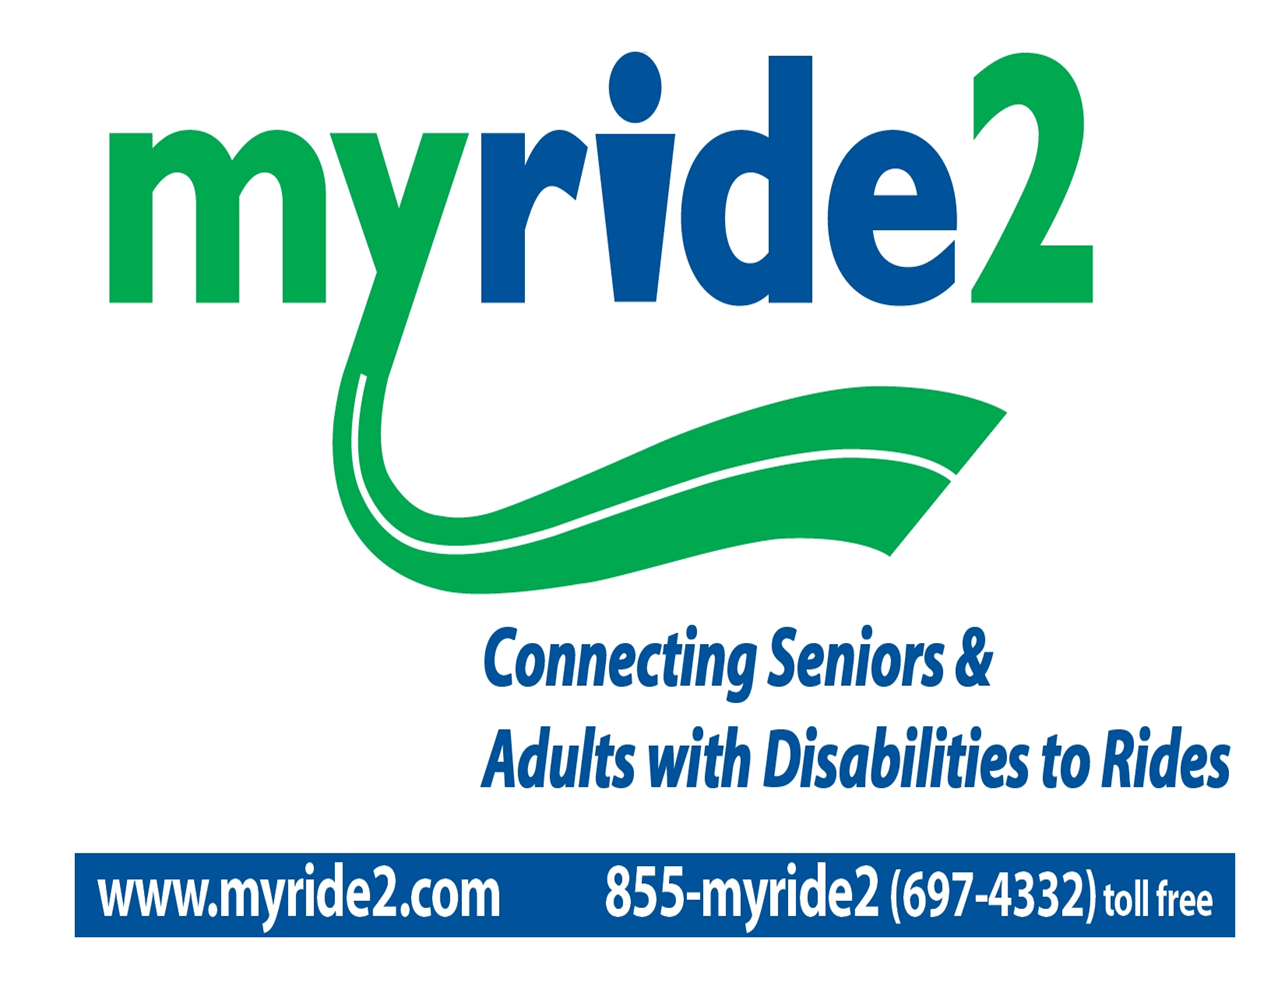 myride2
Connecting Seniors &
Adults with Disabilities to Rides
www.myride2.com 855-myride2 (697-4332) toll free